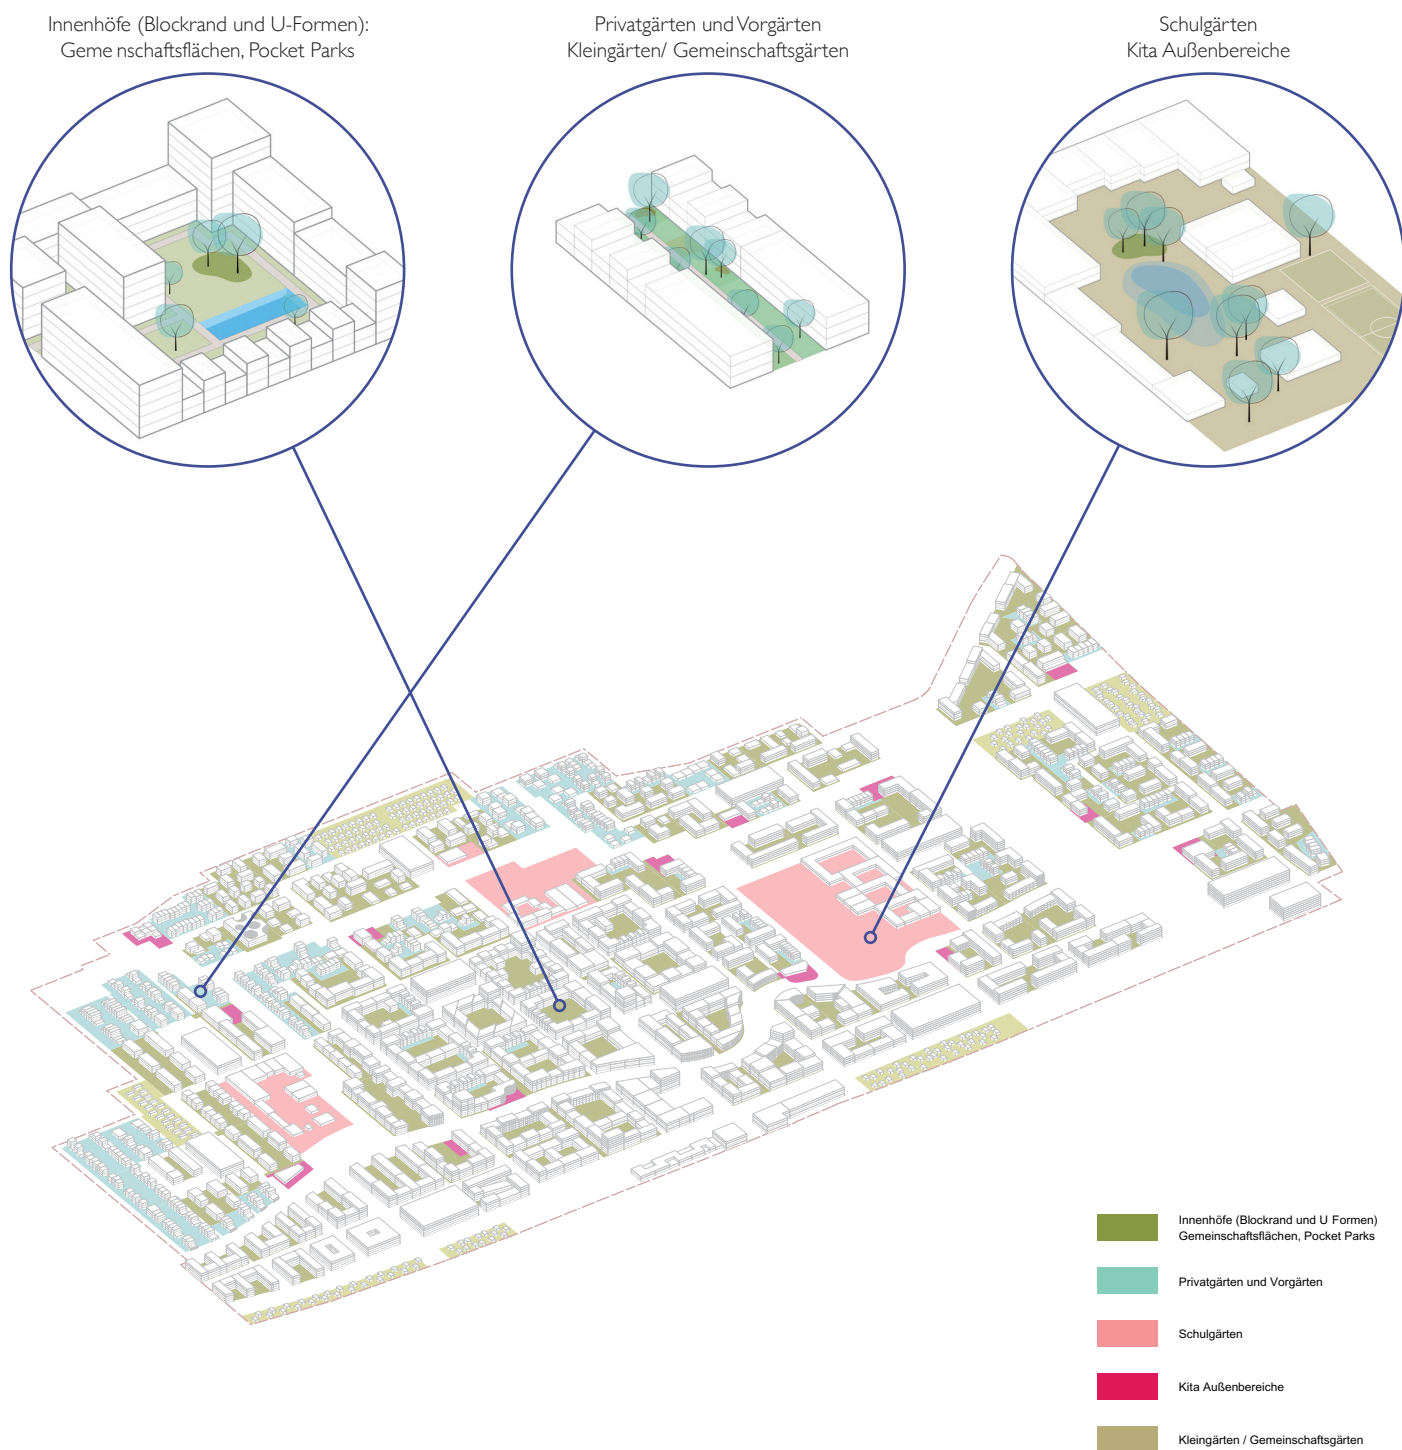 Innenhöfe (Blockrand und U-Formen):
Geme nschaftsflächen, Pocket Parks
Privatgärten und Vorgärten
Kleingärten/ Gemeinschaftsgärten
Schulgärten
Kita Außenbereiche
Innenhöfe (Blockrand und U Formen)
Gemeinschaftsflächen, Pocket Parks
Privatgärten und Vorgärten
Schulgärten
Kita Außenbereiche
Kleingärten / Gemeinschaftsgärten